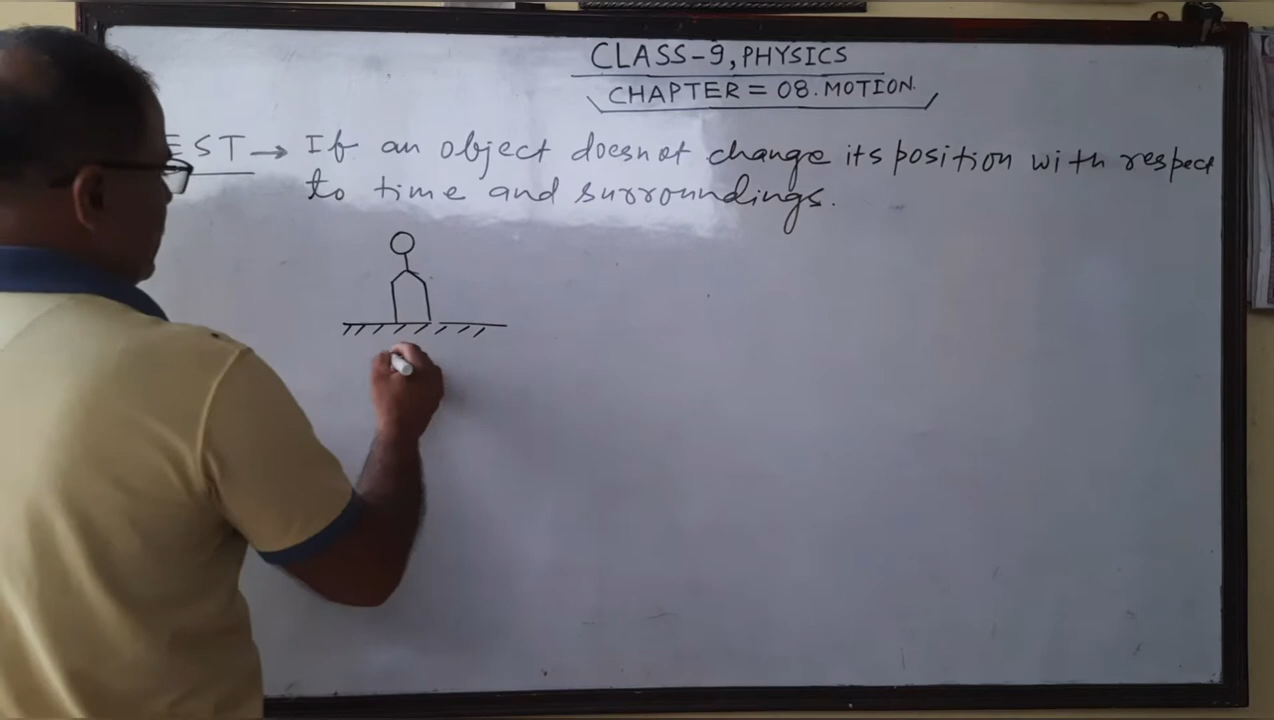 CLASS-9, PHYSICS
CHAPTER = 08. MOTION.
EST → If an object doesnot change its position with respect
to time and surroundings.